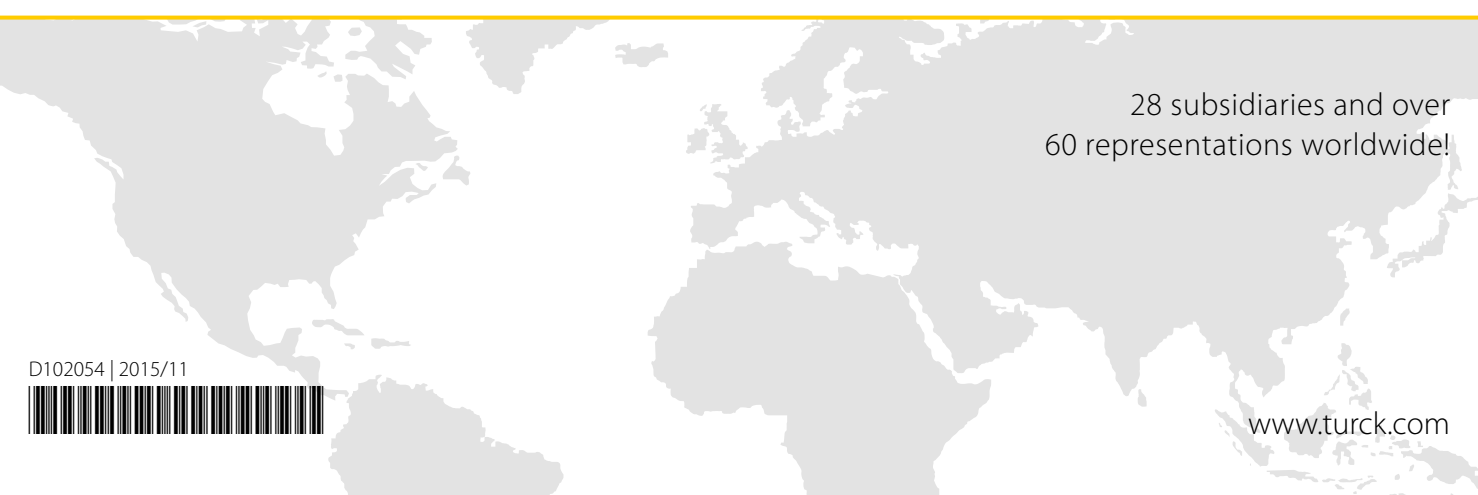 28 subsidiaries and over
60 representations worldwide!
D102054 | 2015/11
www.turck.com